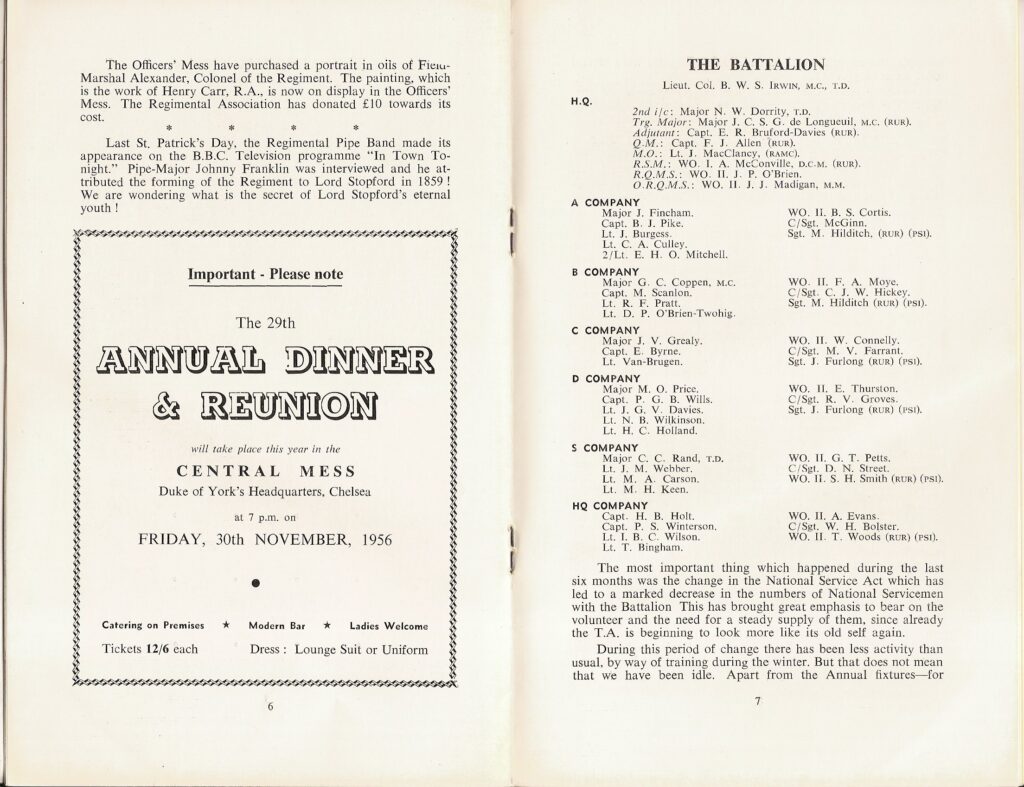 The Officers' Mess have purchased a portrait in oils of Field-
Marshal Alexander, Colonel of the Regiment. The painting, which
is the work of Henry Carr, R.A., is now on display in the Officers'
Mess. The Regimental Association has donated £10 towards its
cost.
* * * *
Last St. Patrick's Day, the Regimental Pipe Band made its
appearance on the B.B.C. Television programme "In Town To-
night." Pipe-Major Johnny Franklin was interviewed and he at-
tributed the forming of the Regiment to Lord Stopford in 1859 !
We are wondering what is the secret of Lord Stopford's eternal
youth !
Important - Please note
The 29th
ANNUAL DINNER
& REUNION
will take place this year in the
CENTRAL MESS
Duke of York's Headquarters, Chelsea
at 7 p.m. on
FRIDAY, 30th NOVEMBER, 1956
Catering on Premises ★ Modern Bar ★ Ladies Welcome
Tickets 12/6 each Dress : Lounge Suit or Uniform
6
THE BATTALION
Lieut. Col. B. W. S. IRWIN, M.C., T.D.
H.Q.
2nd i/c: Major N. W. Dorrity, T.D.
Trg. Major: Major J. C. S. G. de Longueuil, M.C. (RUR).
Adjutant: Capt. E. R. Bruford-Davies (RUR).
Q.M.: Capt. F. J. Allen (RUR).
M.O.: Lt. J. MacClancy, (RAMC).
R.S.M.: WO. I. A. McConville, D.C.M. (RUR).
R.Q.M.S.: WO. II. J. P. O'Brien.
O.R.Q.M.S.: WO. II. J. J. Madigan, M.M.
A COMPANY
Major J. Fincham. WO. II. B. S. Cortis.
Capt. B. J. Pike. C/Sgt. McGinn.
Lt. J. Burgess. Sgt. M. Hilditch, (RUR) (PSI).
Lt. C. A. Culley.
2/Lt. E. H. O. Mitchell.
B COMPANY
Major G. C. Coppen, M.C. WO. II. F. A. Moye.
Capt. M. Scanlon. C/Sgt. C. J. W. Hickey.
Lt. R. F. Pratt. Sgt. M. Hilditch (RUR) (PSI).
Lt. D. P. O'Brien-Twohig.
C COMPANY
Major J. V. Grealy. WO. II. W. Connelly.
Capt. E. Byrne. C/Sgt. M. V. Farrant.
Lt. Van-Brugen. Sgt. J. Furlong (RUR) (PSI).
D COMPANY
Major M. O. Price. WO. II. E. Thurston.
Capt. P. G. B. Wills. C/Sgt. R. V. Groves.
Lt. J. G. V. Davies. Sgt. J. Furlong (RUR) (PSI).
Lt. N. B. Wilkinson.
Lt. H. C. Holland.
S COMPANY
Major C. C. Rand, T.D. WO. II. G. T. Petts.
Lt. J. M. Webber. C/Sgt. D. N. Street.
Lt. M. A. Carson. WO. II. S. H. Smith (RUR) (PSI).
Lt. M. H. Keen.
HQ COMPANY
Capt. H. B. Holt. WO. II. A. Evans.
Capt. P. S. Winterson. C/Sgt. W. H. Bolster.
Lt. I. B. C. Wilson. WO. II. T. Woods (RUR) (PSI).
Lt. T. Bingham.
The most important thing which happened during the last
six months was the change in the National Service Act which has
led to a marked decrease in the numbers of National Servicemen
with the Battalion This has brought great emphasis to bear on the
volunteer and the need for a steady supply of them, since already
the T.A. is beginning to look more like its old self again.
During this period of change there has been less activity than
usual, by way of training during the winter. But that does not mean
that we have been idle. Apart from the Annual fixtures—for
7